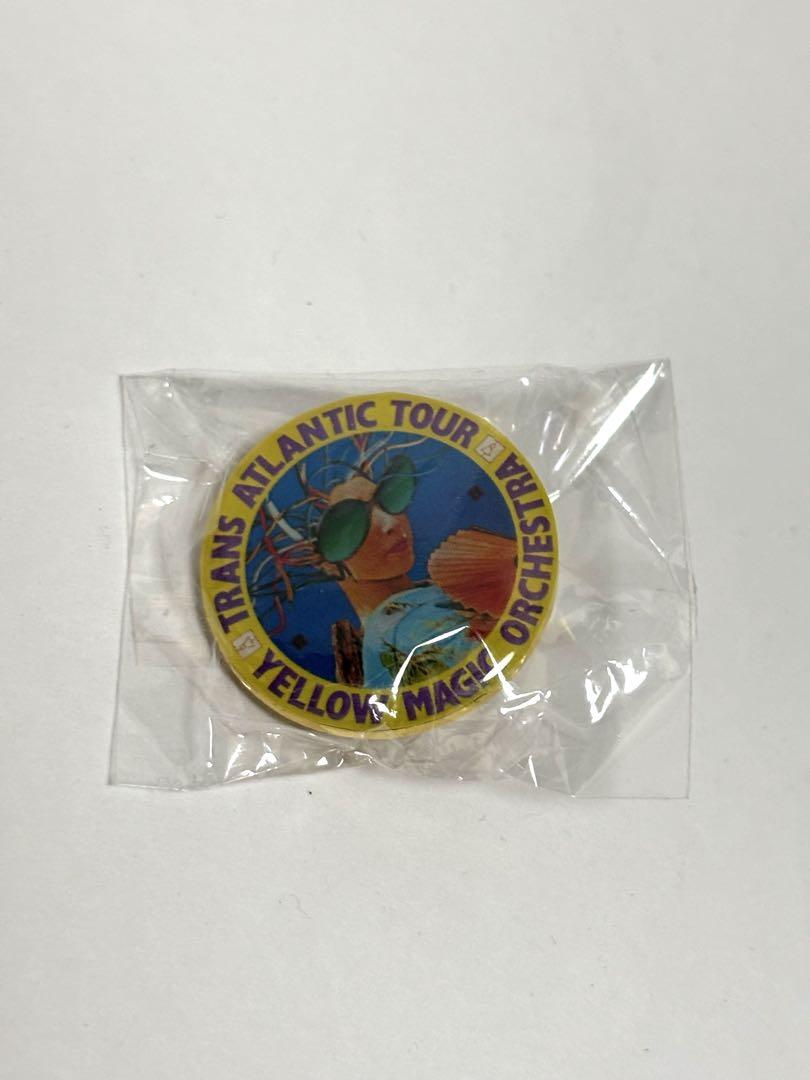 TRANS ATLANTIC TOUR
YELLOW MAGIC ORCHESTRA